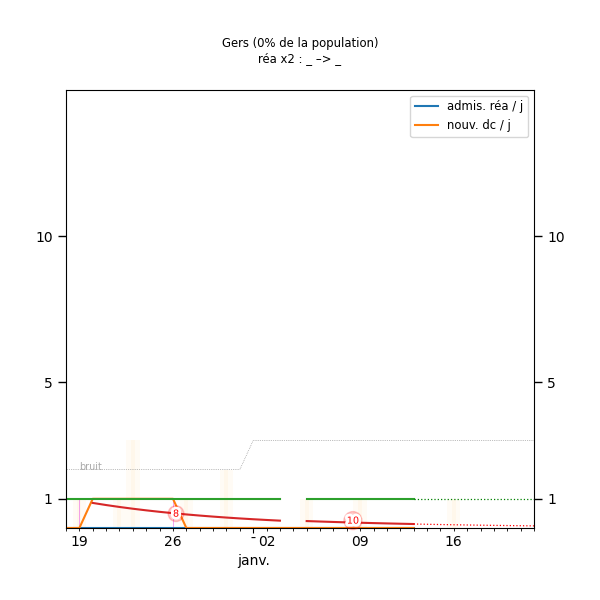 Gers (0% de la population)
réa x2 : _ –> _
admis. réa / j
nouv. dc / j
10
10
5
5
bruit
1
1
8
10
19
26
-
02
09
16
janv.